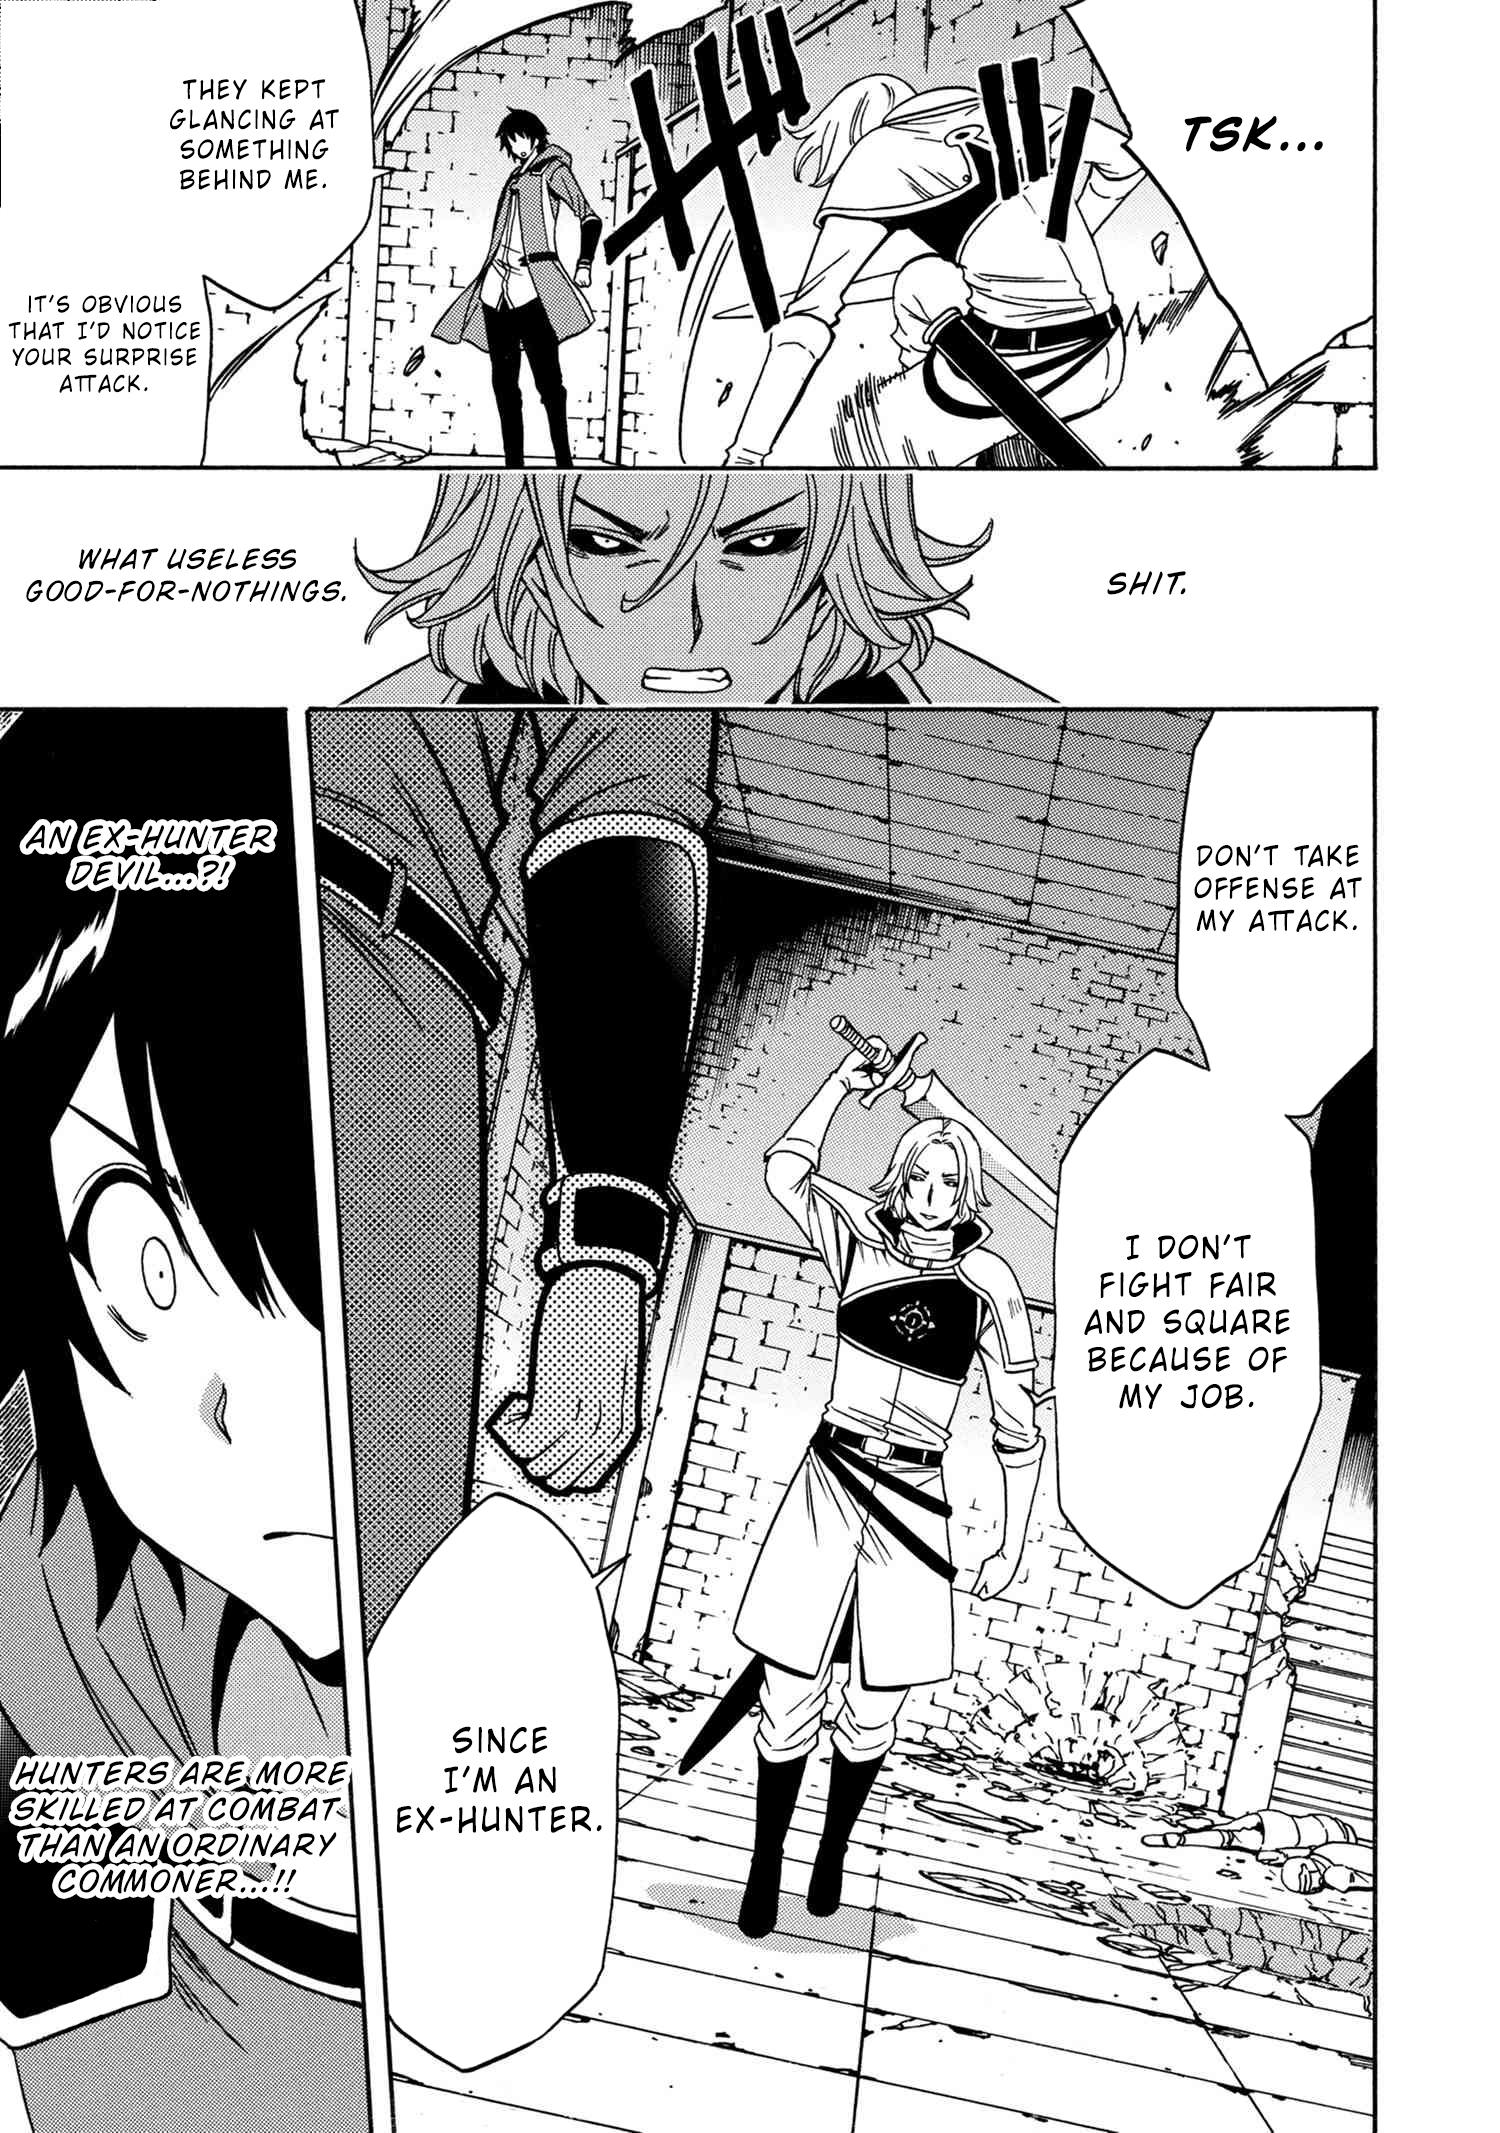 TSK...
THEY KEPT
GLANCING AT
SOMETHING
BEHIND ME.
IT'S OBVIOUS
THAT I'D NOTICE
YOUR SURPRISE
ATTACK.
SHIT.
WHAT USELESS
GOOD-FOR-NOTHINGS.
DON'T TAKE
OFFENSE AT
MY ATTACK.
I DON'T
FIGHT FAIR
AND SQUARE
BECAUSE OF
MY JOB.
SINCE
I'M AN
EX-HUNTER.
AN EX-HUNTER
DEVIL...?!
HUNTERS ARE MORE
SKILLED AT COMBAT
THAN AN ORDINARY
COMMONER...!!